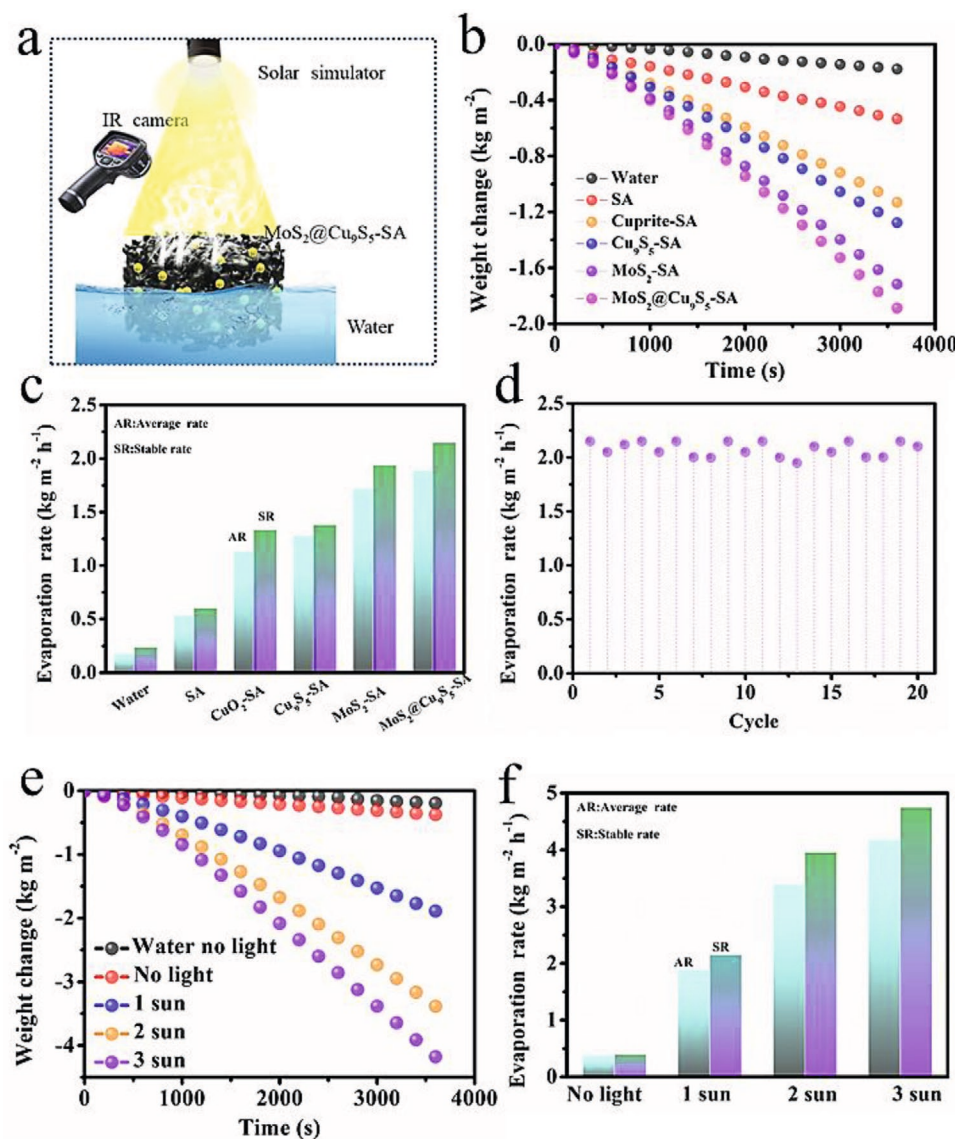 a
Solar simulator
IR camera
MoS₂@Cu₉S₅-SA
Water
b
Weight change (kg m⁻²)
0.0
-0.4
-0.8
-1.2
-1.6
-2.0
Water
SA
Cuprite-SA
Cu₉S₅-SA
MoS₂-SA
MoS₂@Cu₉S₅-SA
0 1000 2000 3000 4000
Time (s)
c
Evaporation rate (kg m⁻² h⁻¹)
2.5
2.0
1.5
1.0
0.5
0.0
AR:Average rate
SR:Stable rate
AR
SR
Water
SA
CuO₂-SA
Cu₉S₅-SA
MoS₂-SA
MoS₂@Cu₉S₅-SA
d
Evaporation rate (kg m⁻² h⁻¹)
2.5
2.0
1.5
1.0
0.5
0.0
0 5 10 15 20
Cycle
e
Weight change (kg m⁻²)
0
-1
-2
-3
-4
Water no light
No light
1 sun
2 sun
3 sun
0 1000 2000 3000 4000
Time (s)
f
Evaporation rate (kg m⁻² h⁻¹)
5
4
3
2
1
0
AR:Average rate
SR:Stable rate
AR
SR
No light 1 sun 2 sun 3 sun